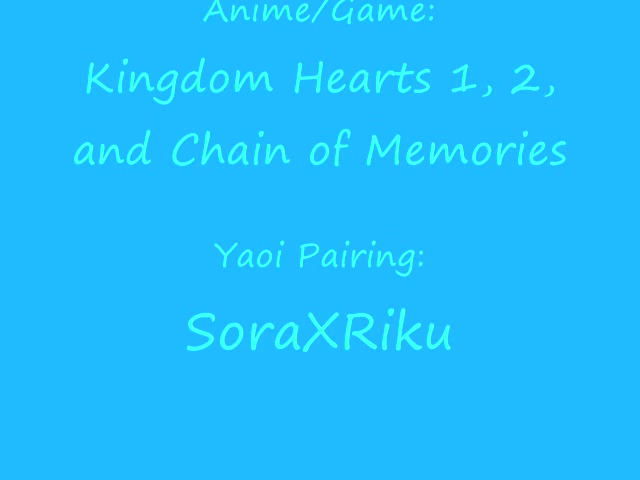 Anime/Game:
Kingdom Hearts 1, 2,
and Chain of Memories
Yaoi Pairing:
SoraXRiku